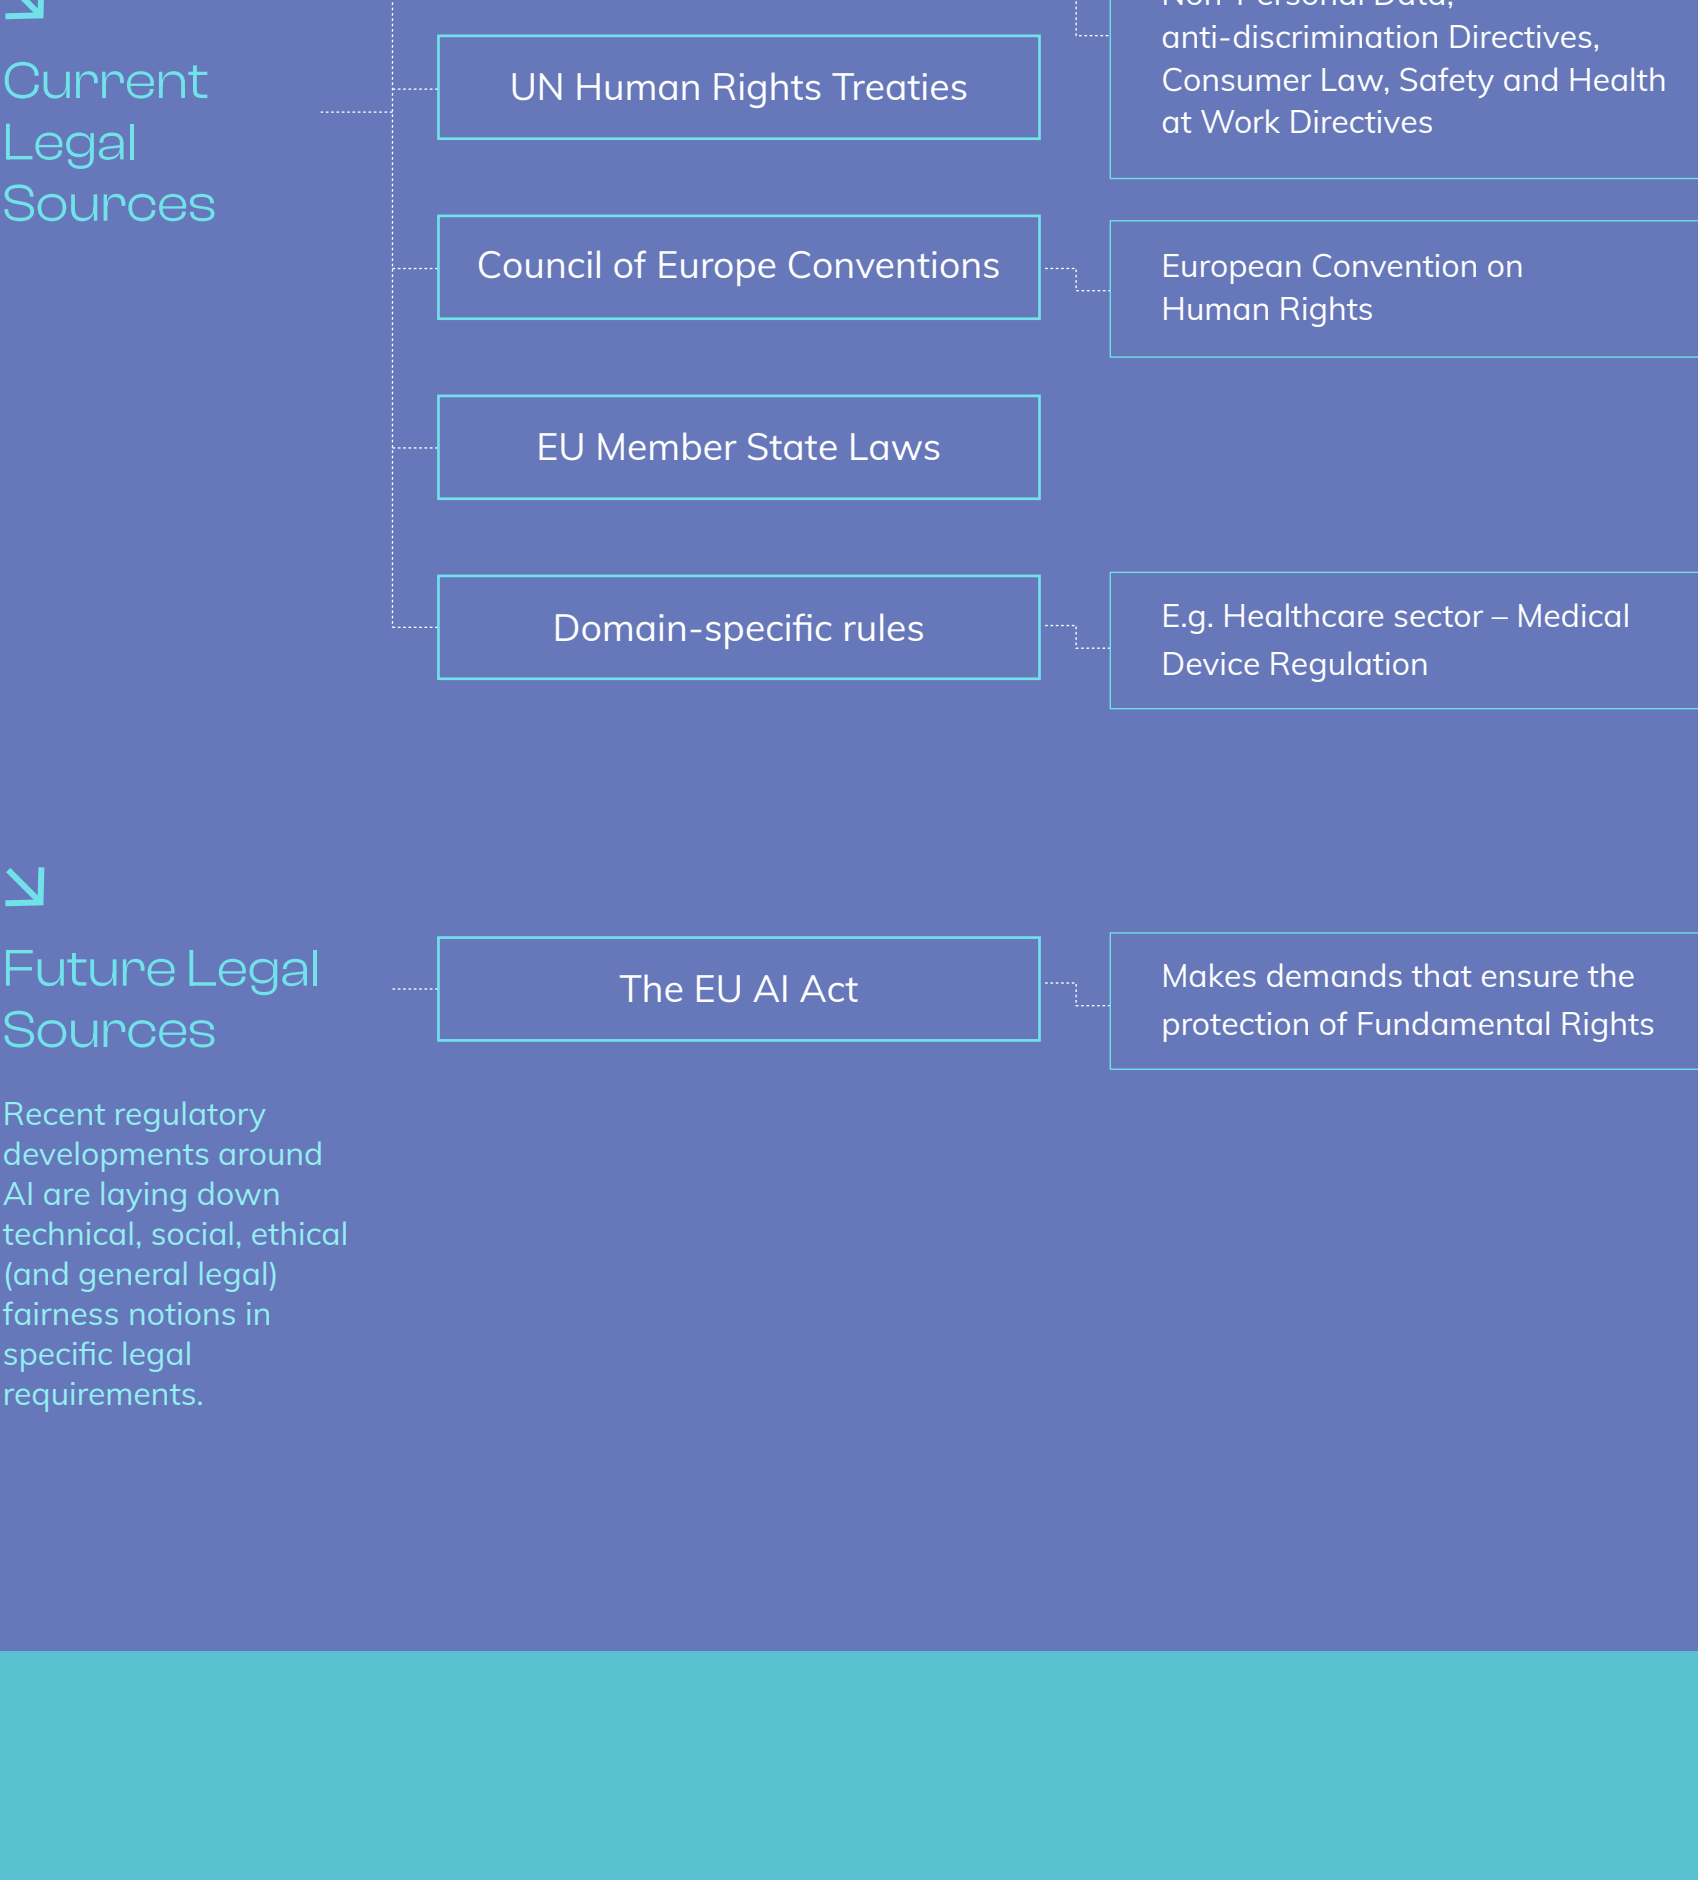 Non-Personal Data,
anti-discrimination Directives,
Consumer Law, Safety and Health
at Work Directives
Current
Legal
Sources
UN Human Rights Treaties
Council of Europe Conventions
European Convention on
Human Rights
EU Member State Laws
Domain-specific rules
E.g. Healthcare sector – Medical
Device Regulation
Future Legal
Sources
The EU AI Act
Makes demands that ensure the
protection of Fundamental Rights
Recent regulatory
developments around
AI are laying down
technical, social, ethical
(and general legal)
fairness notions in
specific legal
requirements.